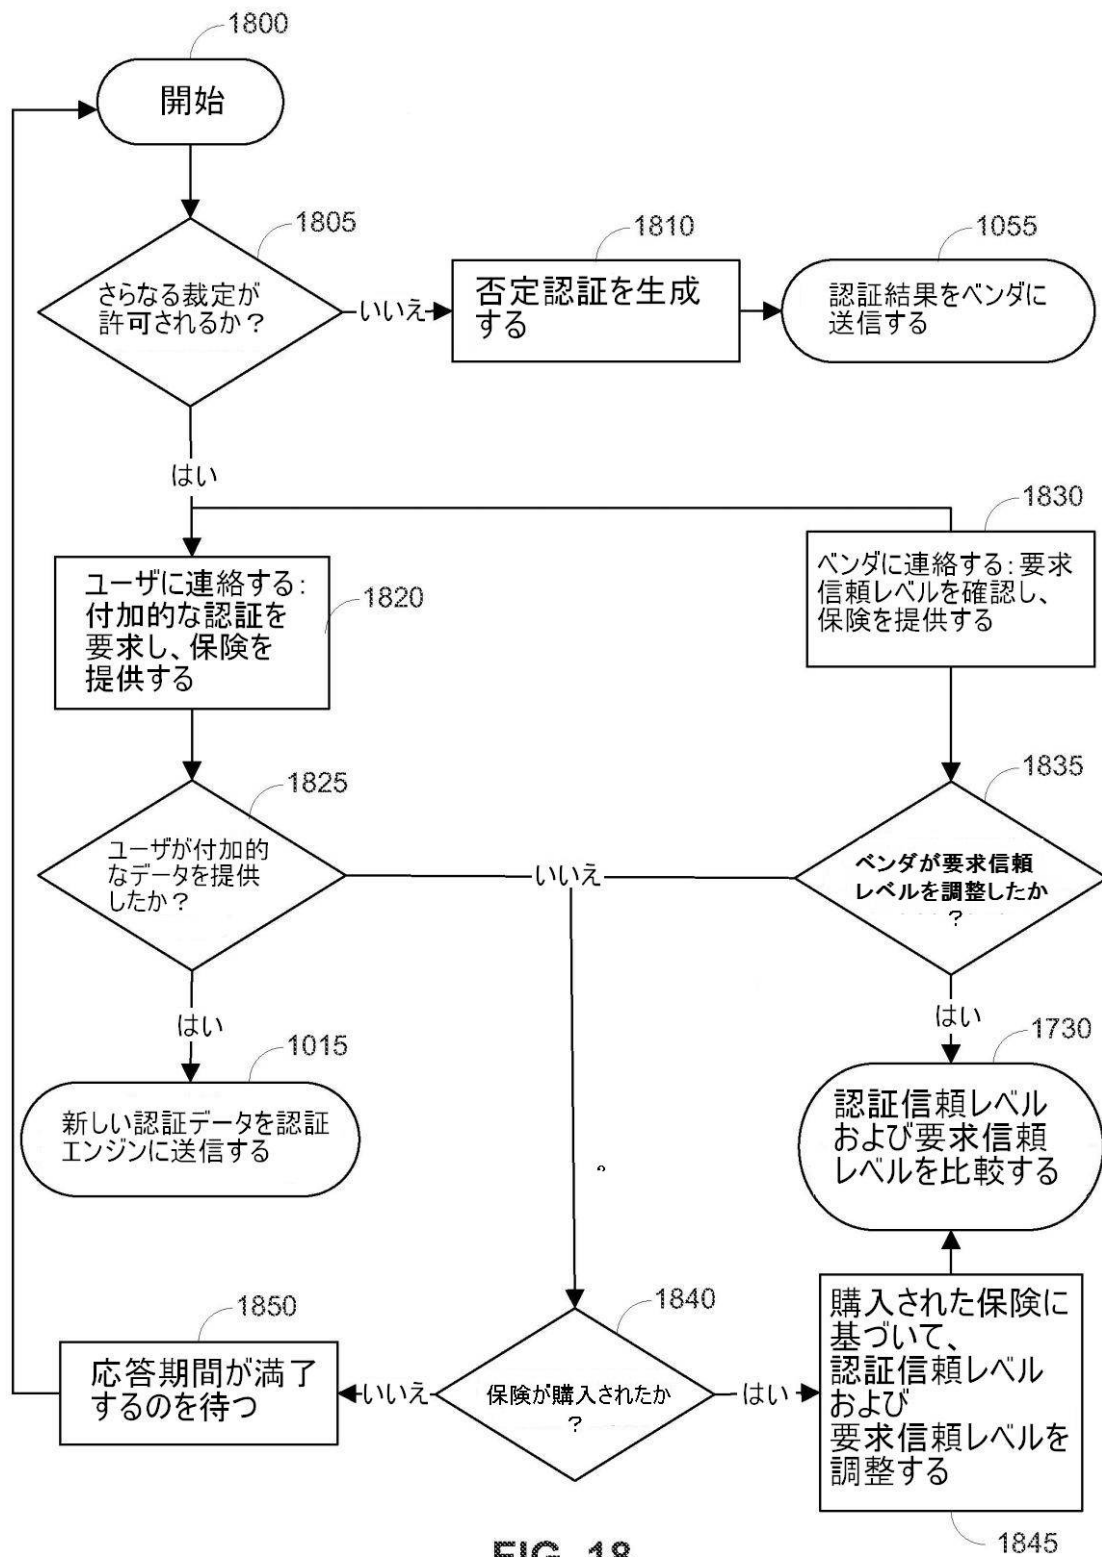 1800
開始
1805
さらなる裁定が
許可されるか？
いいえ
1810
否定認証を生成
する
1055
認証結果をベンダに
送信する
はい
1830
ベンダに連絡する：要求
信頼レベルを確認し、
保険を提供する
ユーザに連絡する：
付加的な認証を
要求し、保険を
提供する
1820
1825
ユーザが付加的
なデータを提供
したか？
いいえ
1835
ベンダが要求信頼
レベルを調整したか
？
はい
はい
1015
新しい認証データを認証
エンジンに送信する
1730
認証信頼レベル
および要求信頼
レベルを比較する
。
1850
応答期間が満了
するのを待つ
いいえ
1840
保険が購入されたか
？
はい
購入された保険に
基づいて、
認証信頼レベル
および
要求信頼レベルを
調整する
1845
FIG. 18